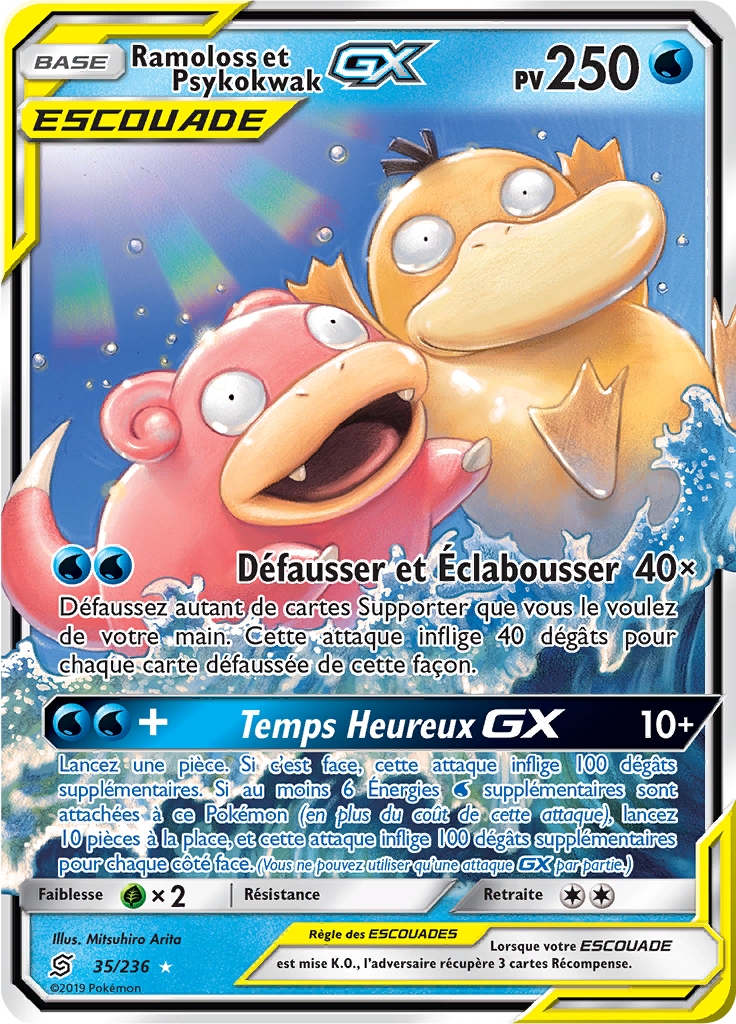 BASE
Ramoloss et
Psykokwak GX
PV250
ESCOUADE
Défausser et Éclabousser 40×
Défaussez autant de cartes Supporter que vous le voulez
de votre main. Cette attaque inflige 40 dégâts pour
chaque carte défaussée de cette façon.
+ Temps Heureux GX 10+
Lancez une pièce. Si c'est face, cette attaque inflige 100 dégâts
supplémentaires. Si au moins 6 Énergies supplémentaires sont
attachées à ce Pokémon (en plus du coût de cette attaque), lancez
10 pièces à la place, et cette attaque inflige 100 dégâts supplémentaires
pour chaque côté face. (Vous ne pouvez utiliser qu'une attaque GX par partie.)
Faiblesse ×2 Résistance Retraite
Illus. Mitsuhiro Arita
35/236
©2019 Pokémon
Règle des ESCOUADES
Lorsque votre ESCOUADE
est mise K.O., l'adversaire récupère 3 cartes Récompense.